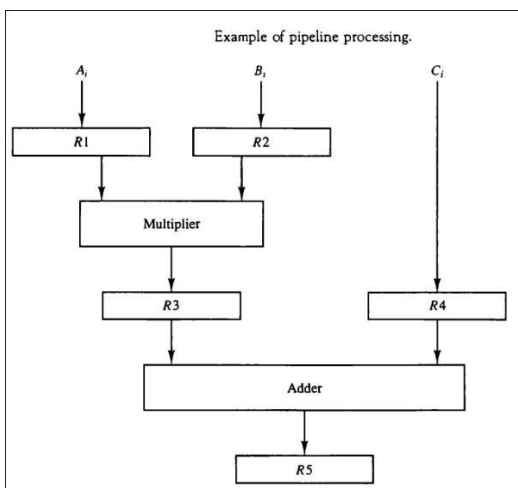 Example of pipeline processing.
Aᵢ Bᵢ Cᵢ
R1 R2
Multiplier
R3 R4
Adder
R5